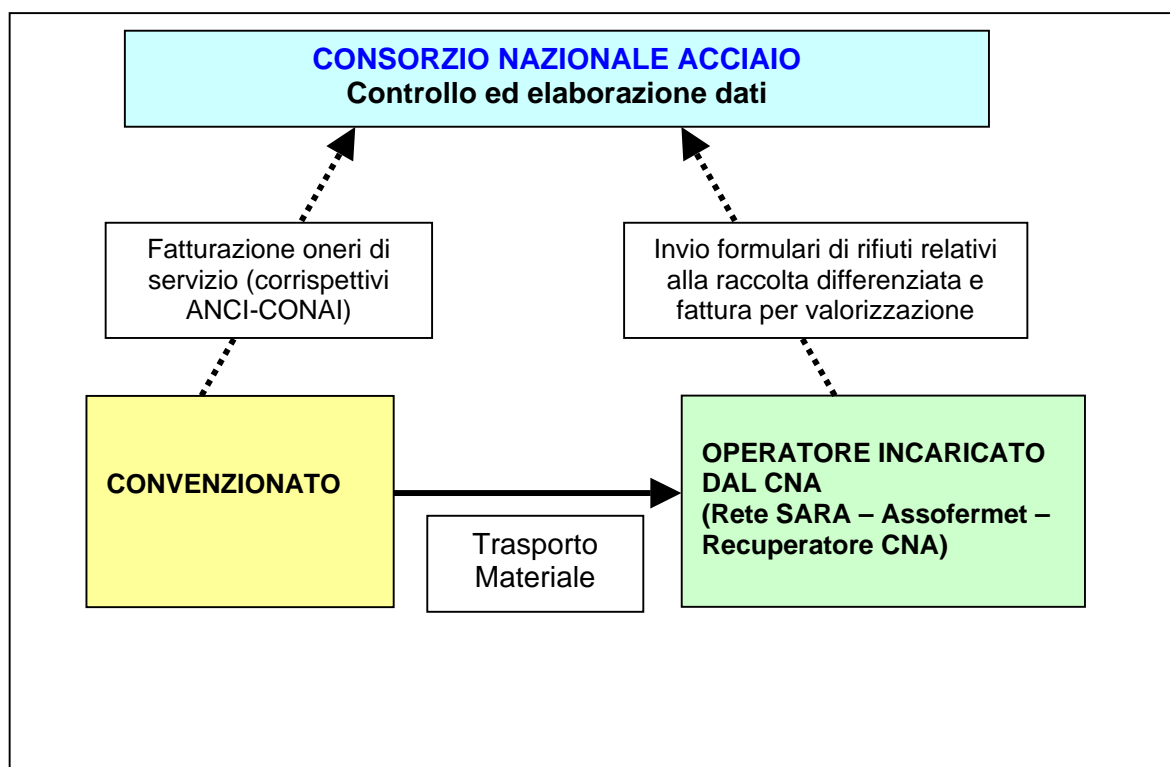 CONSORZIO NAZIONALE ACCIAIO
Controllo ed elaborazione dati
Fatturazione oneri di
servizio (corrispettivi
ANCI-CONAI)
Invio formulari di rifiuti relativi
alla raccolta differenziata e
fattura per valorizzazione
CONVENZIONATO
Trasporto
Materiale
OPERATORE INCARICATO
DAL CNA
(Rete SARA – Assofermet –
Recuperatore CNA)